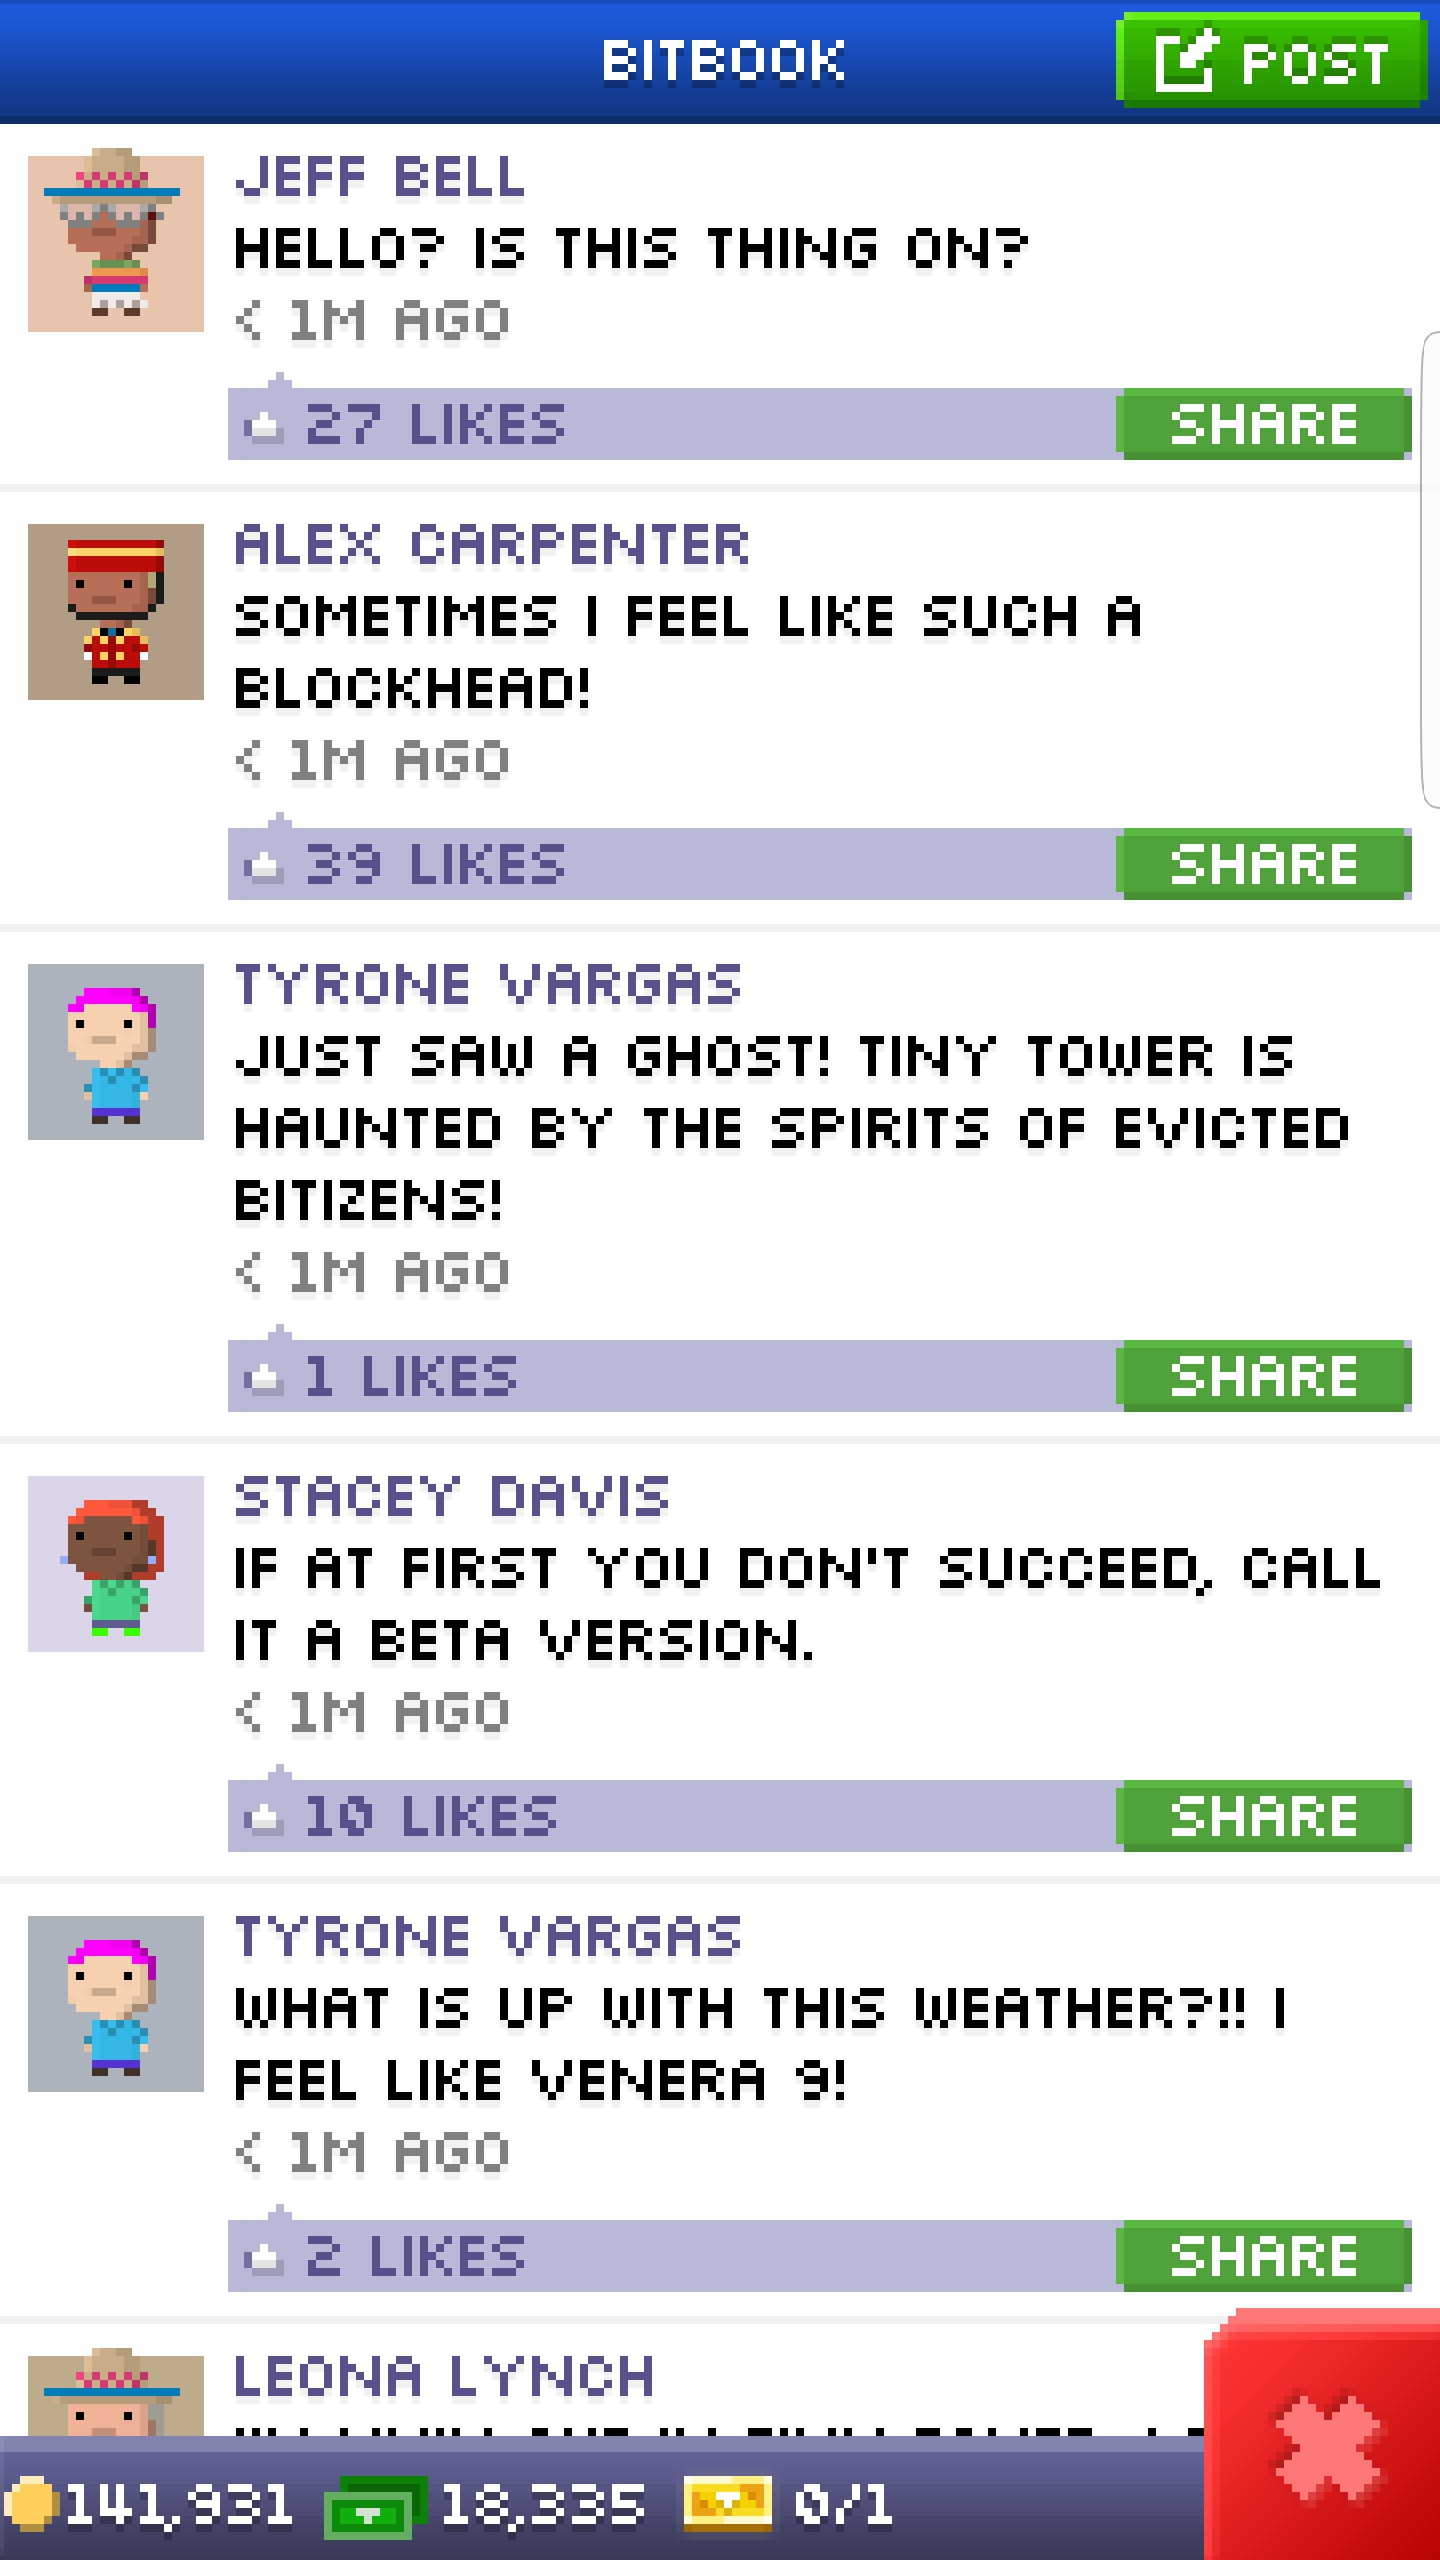 BITBOOK
POST
JEFF BELL
HELLO? IS THIS THING ON?
< 1M AGO
27 LIKES
SHARE
ALEX CARPENTER
SOMETIMES I FEEL LIKE SUCH A
BLOCKHEAD!
< 1M AGO
39 LIKES
SHARE
TYRONE VARGAS
JUST SAW A GHOST! TINY TOWER IS
HAUNTED BY THE SPIRITS OF EVICTED
BITIZENS!
< 1M AGO
1 LIKES
SHARE
STACEY DAVIS
IF AT FIRST YOU DON'T SUCCEED, CALL
IT A BETA VERSION.
< 1M AGO
10 LIKES
SHARE
TYRONE VARGAS
WHAT IS UP WITH THIS WEATHER?!! I
FEEL LIKE VENERA 9!
< 1M AGO
2 LIKES
SHARE
LEONA LYNCH
141,931
18,335
0/1